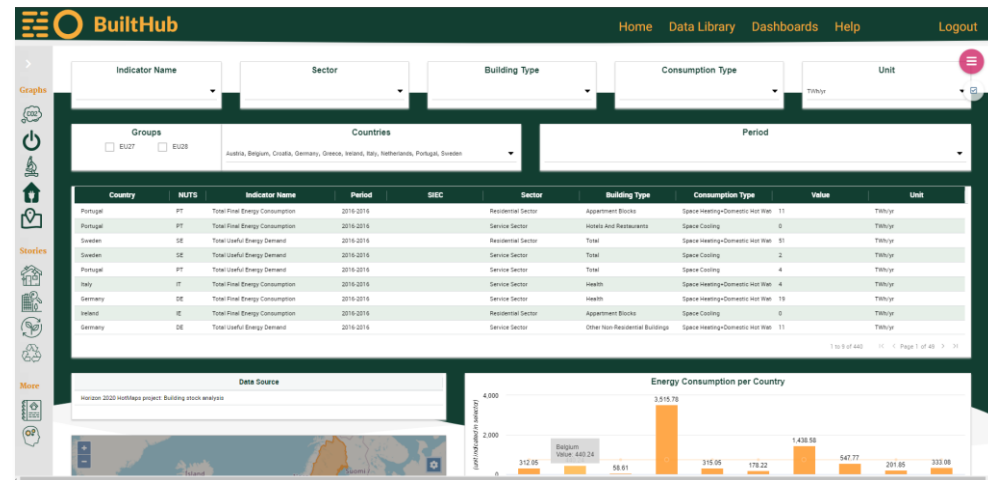 BuiltHub
Home Data Library Dashboards Help Logout
Graphs
Stories
More
Indicator Name Sector Building Type Consumption Type Unit
TWh/yr
Groups Countries Period
EU27 EU28
Austria, Belgium, Croatia, Germany, Greece, Ireland, Italy, Netherlands, Portugal, Sweden
Country NUTS Indicator Name Period SIEC Sector Building Type Consumption Type Value Unit
Portugal PT Total Final Energy Consumption 2016-2016 Residential Sector Appartment Blocks Space Heating+Domestic Hot Wat 11 TWh/yr
Portugal PT Total Final Energy Consumption 2016-2016 Service Sector Hotels And Restaurants Space Cooling 0 TWh/yr
Sweden SE Total Useful Energy Demand 2016-2016 Residential Sector Total Space Heating+Domestic Hot Wat 51 TWh/yr
Sweden SE Total Useful Energy Demand 2016-2016 Service Sector Total Space Cooling 2 TWh/yr
Portugal PT Total Useful Energy Demand 2016-2016 Service Sector Total Space Cooling 4 TWh/yr
Italy IT Total Final Energy Consumption 2016-2016 Service Sector Health Space Heating+Domestic Hot Wat 4 TWh/yr
Germany DE Total Final Energy Consumption 2016-2016 Service Sector Health Space Heating+Domestic Hot Wat 19 TWh/yr
Ireland IE Total Final Energy Consumption 2016-2016 Residential Sector Appartment Blocks Space Cooling 0 TWh/yr
Germany DE Total Useful Energy Demand 2016-2016 Service Sector Other Non-Residential Buildings Space Heating+Domestic Hot Wat 11 TWh/yr
1 to 9 of 440 Page 1 of 49
Data Source
Horizon 2020 HotMaps project: Building stock analysis
Energy Consumption per Country
(unit indicated in selector)
4,000
2,000
0
312.05
Belgium
Value: 449.24
58.61
3,515.78
315.05
178.22
1,438.58
547.77
201.85
333.08
Ísland
Suomi